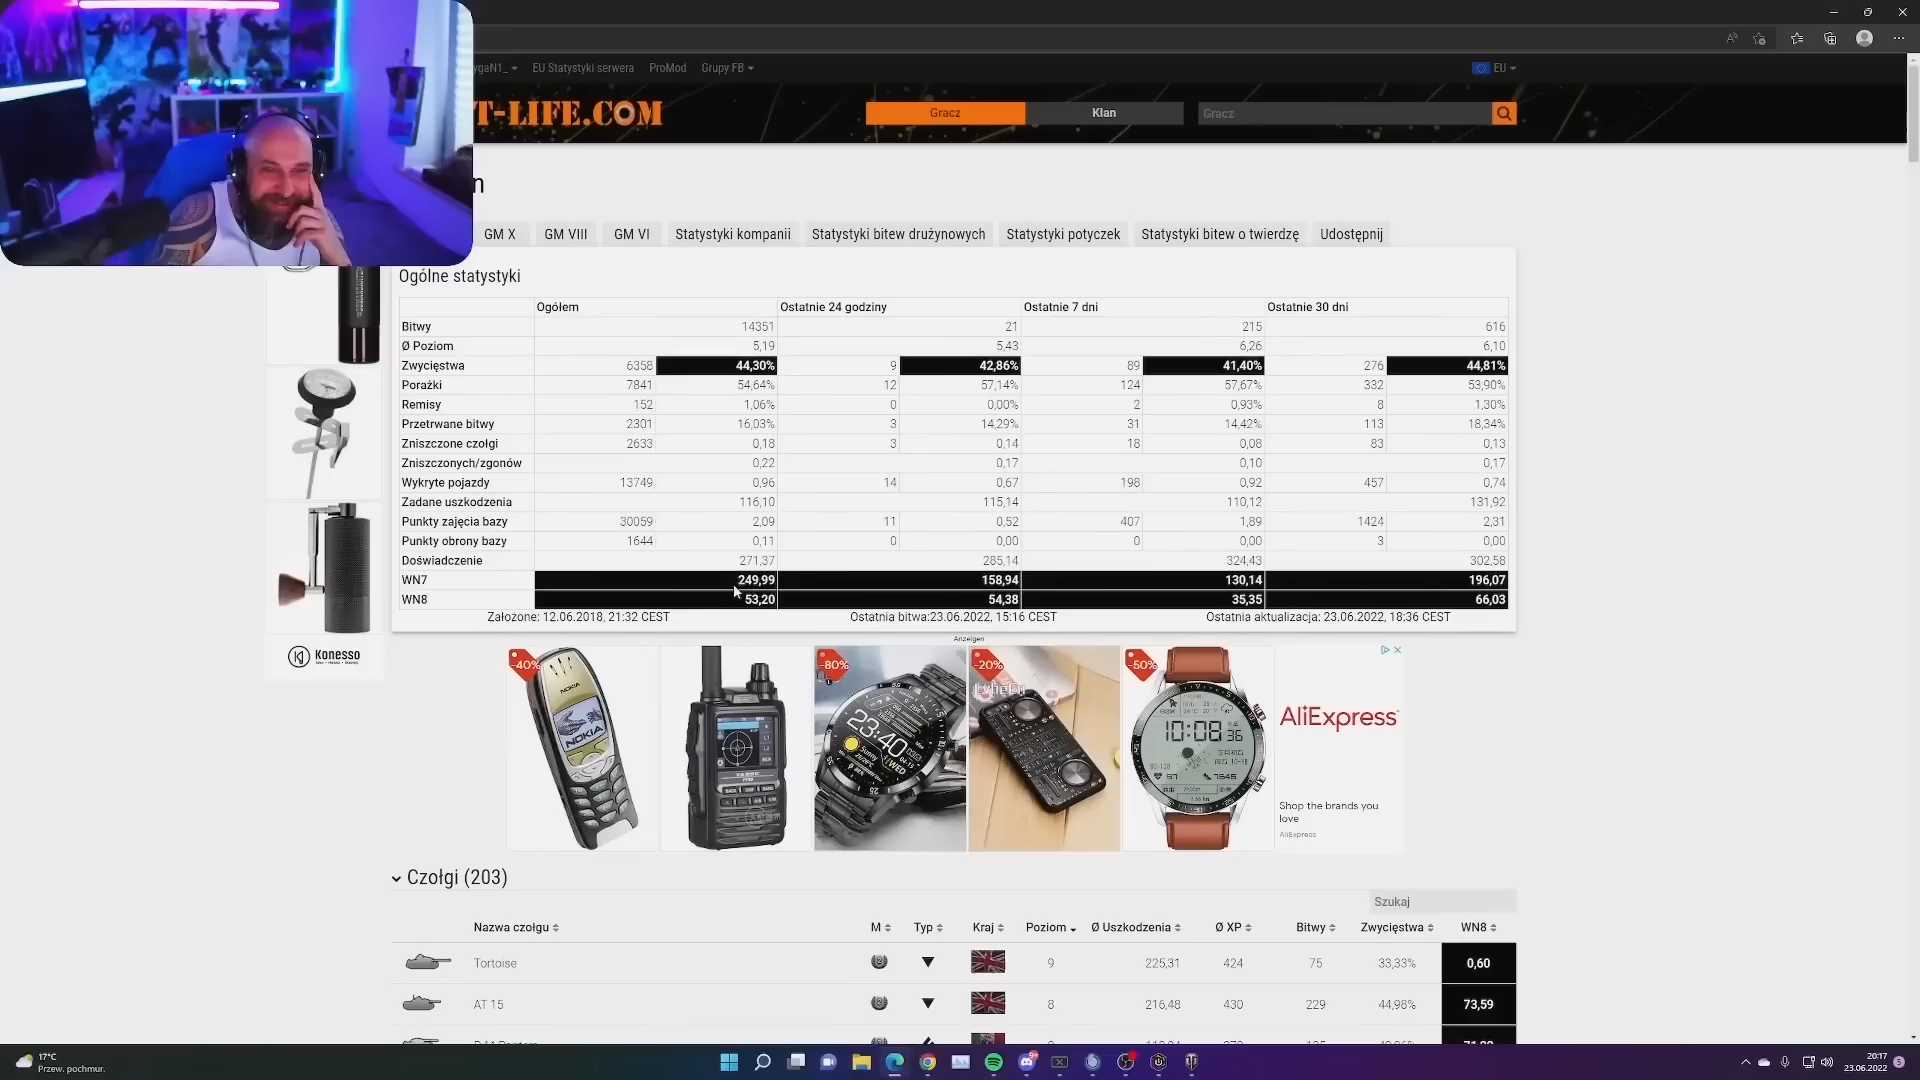 ygaN1_ EU Statystyki serwera ProMod Grupy FB EU
T-LIFE.COM Gracz Klan Gracz
n
GM X GM VIII GM VI Statystyki kompanii Statystyki bitew drużynowych Statystyki potyczek Statystyki bitew o twierdzę Udostępnij
Ogólne statystyki
Ogółem Ostatnie 24 godziny Ostatnie 7 dni Ostatnie 30 dni
Bitwy 14351 21 215 616
Ø Poziom 5,19 5,43 6,26 6,10
Zwycięstwa 6358 44,30% 9 42,86% 89 41,40% 276 44,81%
Porażki 7841 54,64% 12 57,14% 124 57,67% 332 53,90%
Remisy 152 1,06% 0 0,00% 2 0,93% 8 1,30%
Przetrwane bitwy 2301 16,03% 3 14,29% 31 14,42% 113 18,34%
Zniszczone czołgi 2633 0,18 3 0,14 18 0,08 83 0,13
Zniszczonych/zgonów 0,22 0,17 0,10 0,17
Wykryte pojazdy 13749 0,96 14 0,67 198 0,92 457 0,74
Zadane uszkodzenia 116,10 115,14 110,12 131,92
Punkty zajęcia bazy 30059 2,09 11 0,52 407 1,89 1424 2,31
Punkty obrony bazy 1644 0,11 0 0,00 0 0,00 3 0,00
Doświadczenie 271,37 285,14 324,43 302,58
WN7 249,99 158,94 130,14 196,07
WN8 53,20 54,38 35,35 66,03
Założone: 12.06.2018, 21:32 CEST Ostatnia bitwa:23.06.2022, 15:16 CEST Ostatnia aktualizacja: 23.06.2022, 18:36 CEST
Konesso
Anzeigen
-40% -80% -20% -50%
NOKIA
NOKIA
23:40
10:08 36
AliExpress
Shop the brands you
love
AliExpress
Czołgi (203)
Szukaj
Nazwa czołgu M Typ Kraj Poziom Ø Uszkodzenia Ø XP Bitwy Zwycięstwa WN8
Tortoise 9 225,31 424 75 33,33% 0,60
AT 15 8 216,48 430 229 44,98% 73,59
17°C
Przew. pochmur.
20:17
23.06.2022